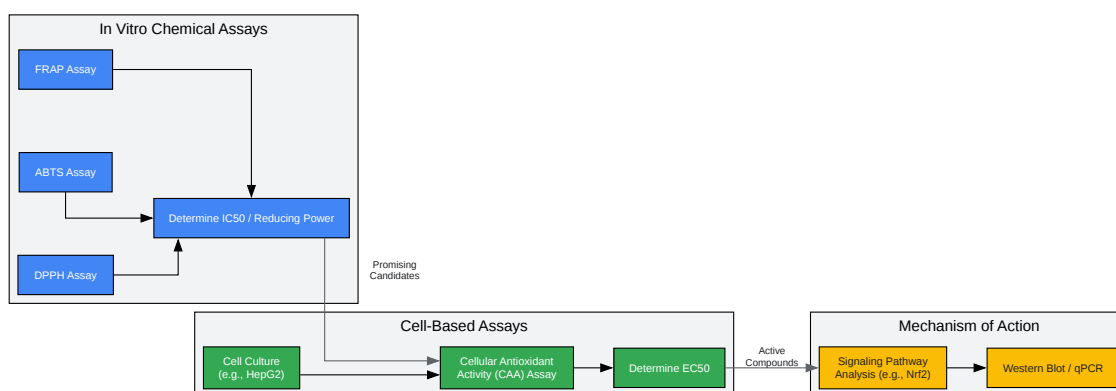 In Vitro Chemical Assays
FRAP Assay
ABTS Assay
Determine IC50 / Reducing Power
DPPH Assay
Promising
Candidates
Cell-Based Assays
Cell Culture
(e.g., HepG2)
Cellular Antioxidant
Activity (CAA) Assay
Determine EC50
Active
Compounds
Mechanism of Action
Signaling Pathway
Analysis (e.g., Nrf2)
Western Blot / qPCR